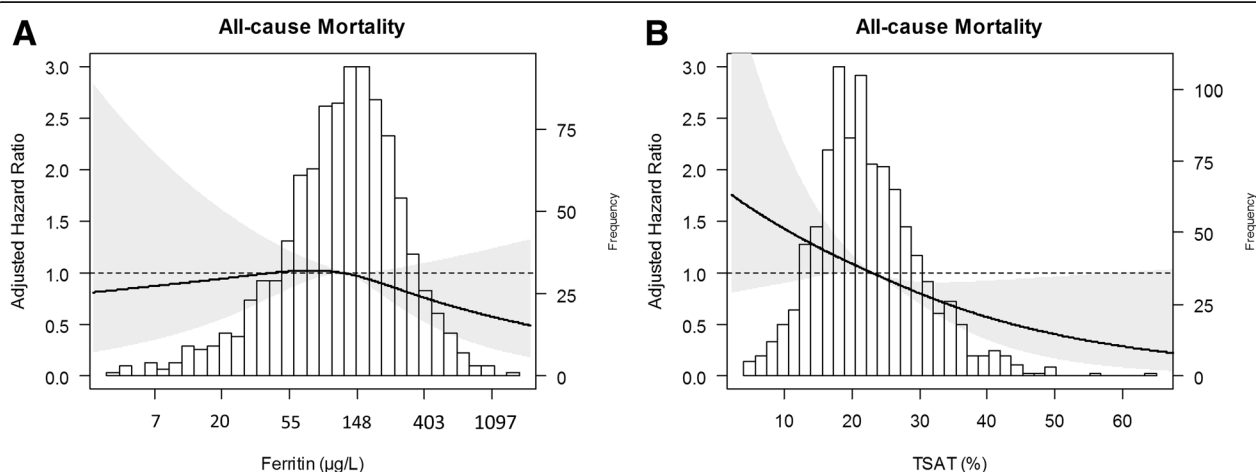 A
All-cause Mortality
Adjusted Hazard Ratio
3.0
2.5
2.0
1.5
1.0
0.5
0.0
75
50
25
0
Frequency
7 20 55 148 403 1097
Ferritin (µg/L)
B
All-cause Mortality
Adjusted Hazard Ratio
3.0
2.5
2.0
1.5
1.0
0.5
0.0
100
75
50
25
0
Frequency
10 20 30 40 50 60
TSAT (%)